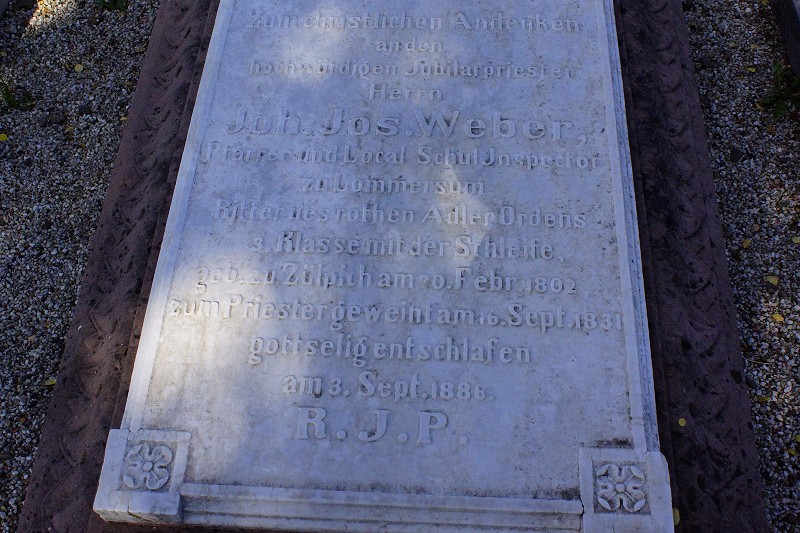 Zum christlichen Andenken
an den
hochwürdigen Jubilarpriester
Herrn
Joh. Jos. Weber,
Pfarrer und Local Schul Jnspector
zu Lommersum
Ritter des rothen Adler Ordens
3. Klasse mit der Schleife,
geb. zu Zülpich am 20. Febr. 1802
zum Priester geweiht am 16. Sept. 1831
gottselig entschlafen
am 3. Sept. 1886.
R. J. P.